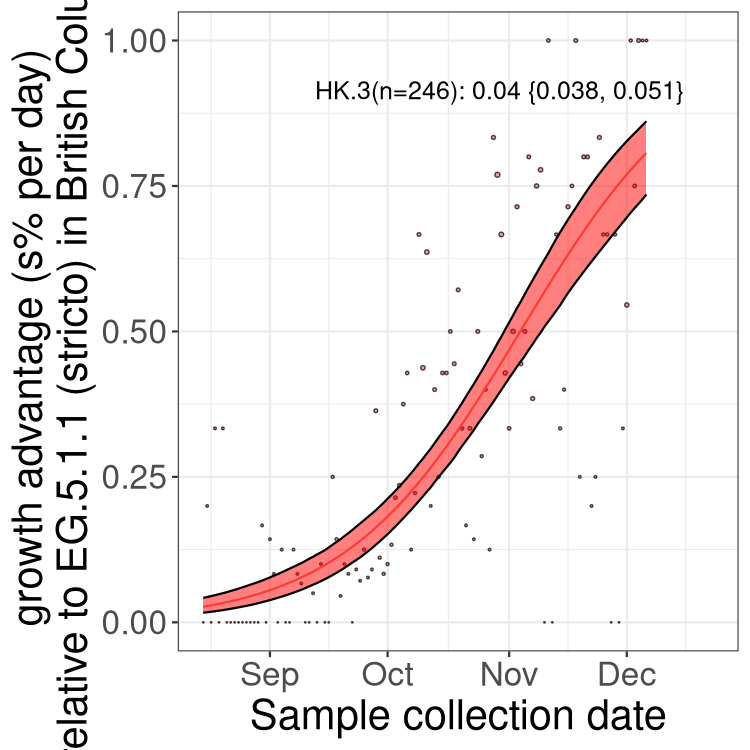 growth advantage (s% per day)
relative to EG.5.1.1 (stricto) in British
1.00
0.75
0.50
0.25
0.00
HK.3(n=246): 0.04 {0.038, 0.051}
Sep Oct Nov Dec
Sample collection date